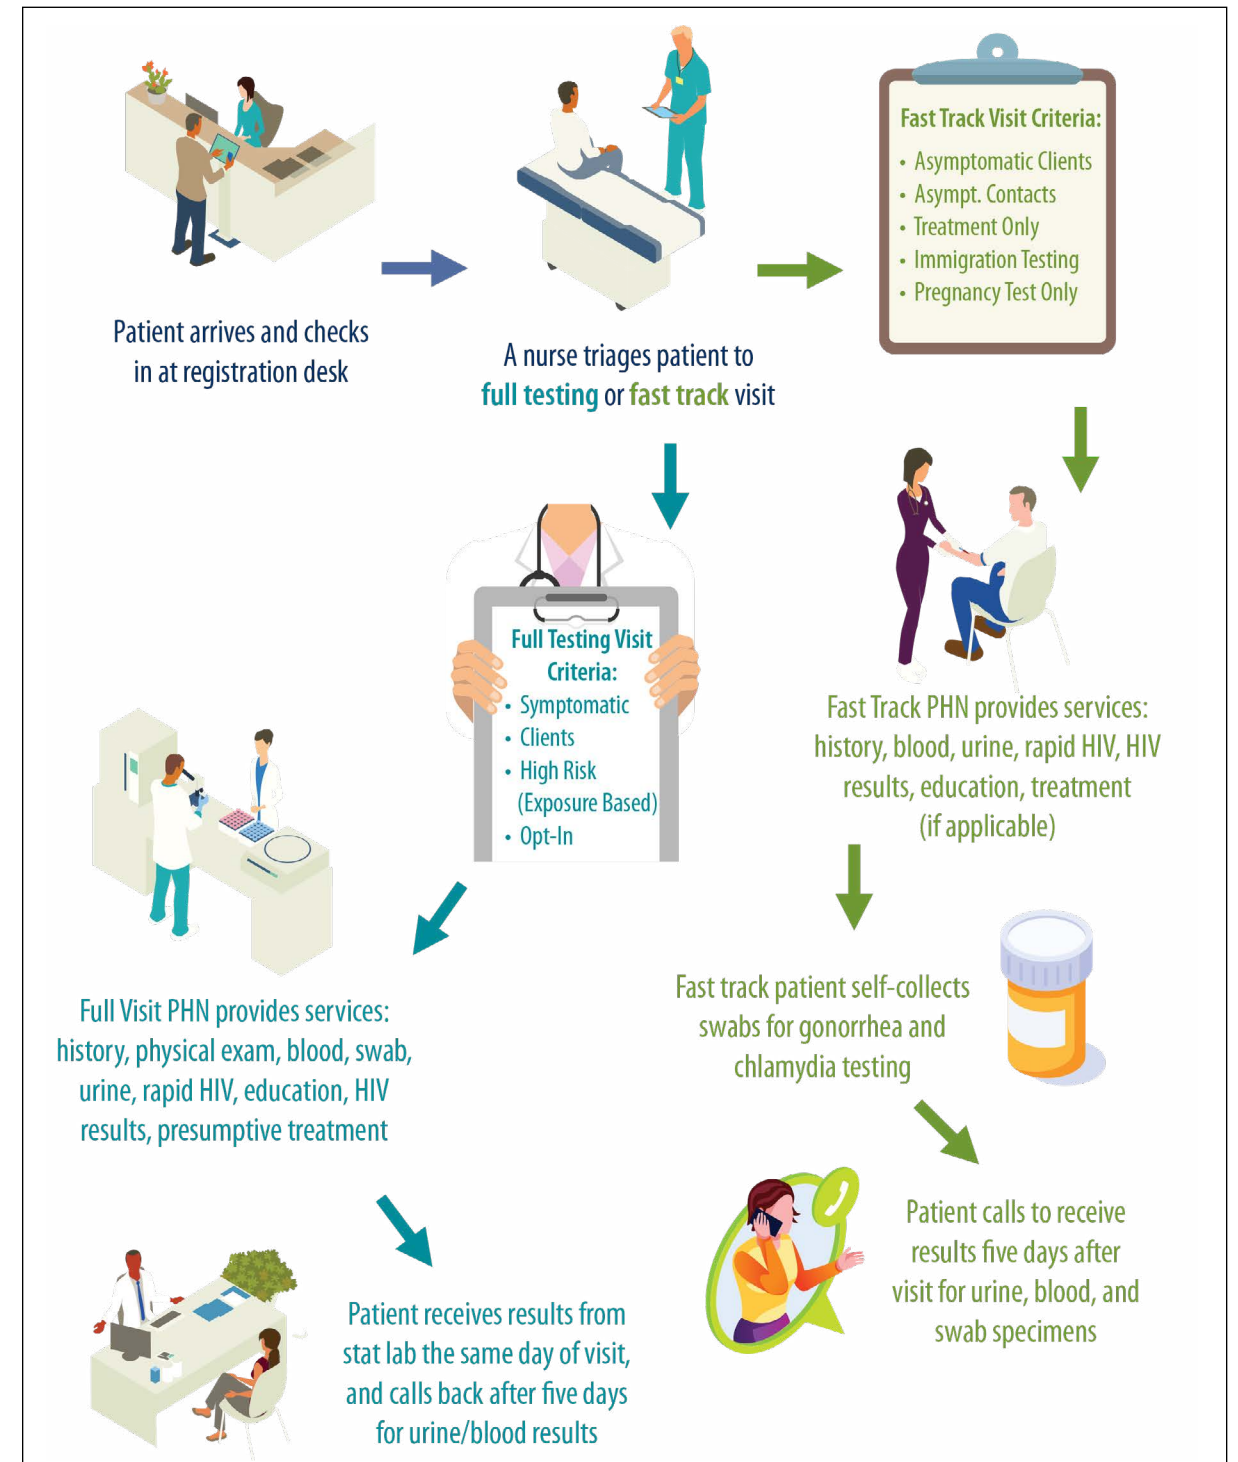 Patient arrives and checks
in at registration desk
A nurse triages patient to
full testing or fast track visit
Fast Track Visit Criteria:
• Asymptomatic Clients
• Asympt. Contacts
• Treatment Only
• Immigration Testing
• Pregnancy Test Only
Full Testing Visit
Criteria:
• Symptomatic
• Clients
• High Risk
(Exposure Based)
• Opt-In
Fast Track PHN provides services:
history, blood, urine, rapid HIV, HIV
results, education, treatment
(if applicable)
Full Visit PHN provides services:
history, physical exam, blood, swab,
urine, rapid HIV, education, HIV
results, presumptive treatment
Fast track patient self-collects
swabs for gonorrhea and
chlamydia testing
Patient calls to receive
results five days after
visit for urine, blood, and
swab specimens
Patient receives results from
stat lab the same day of visit,
and calls back after five days
for urine/blood results